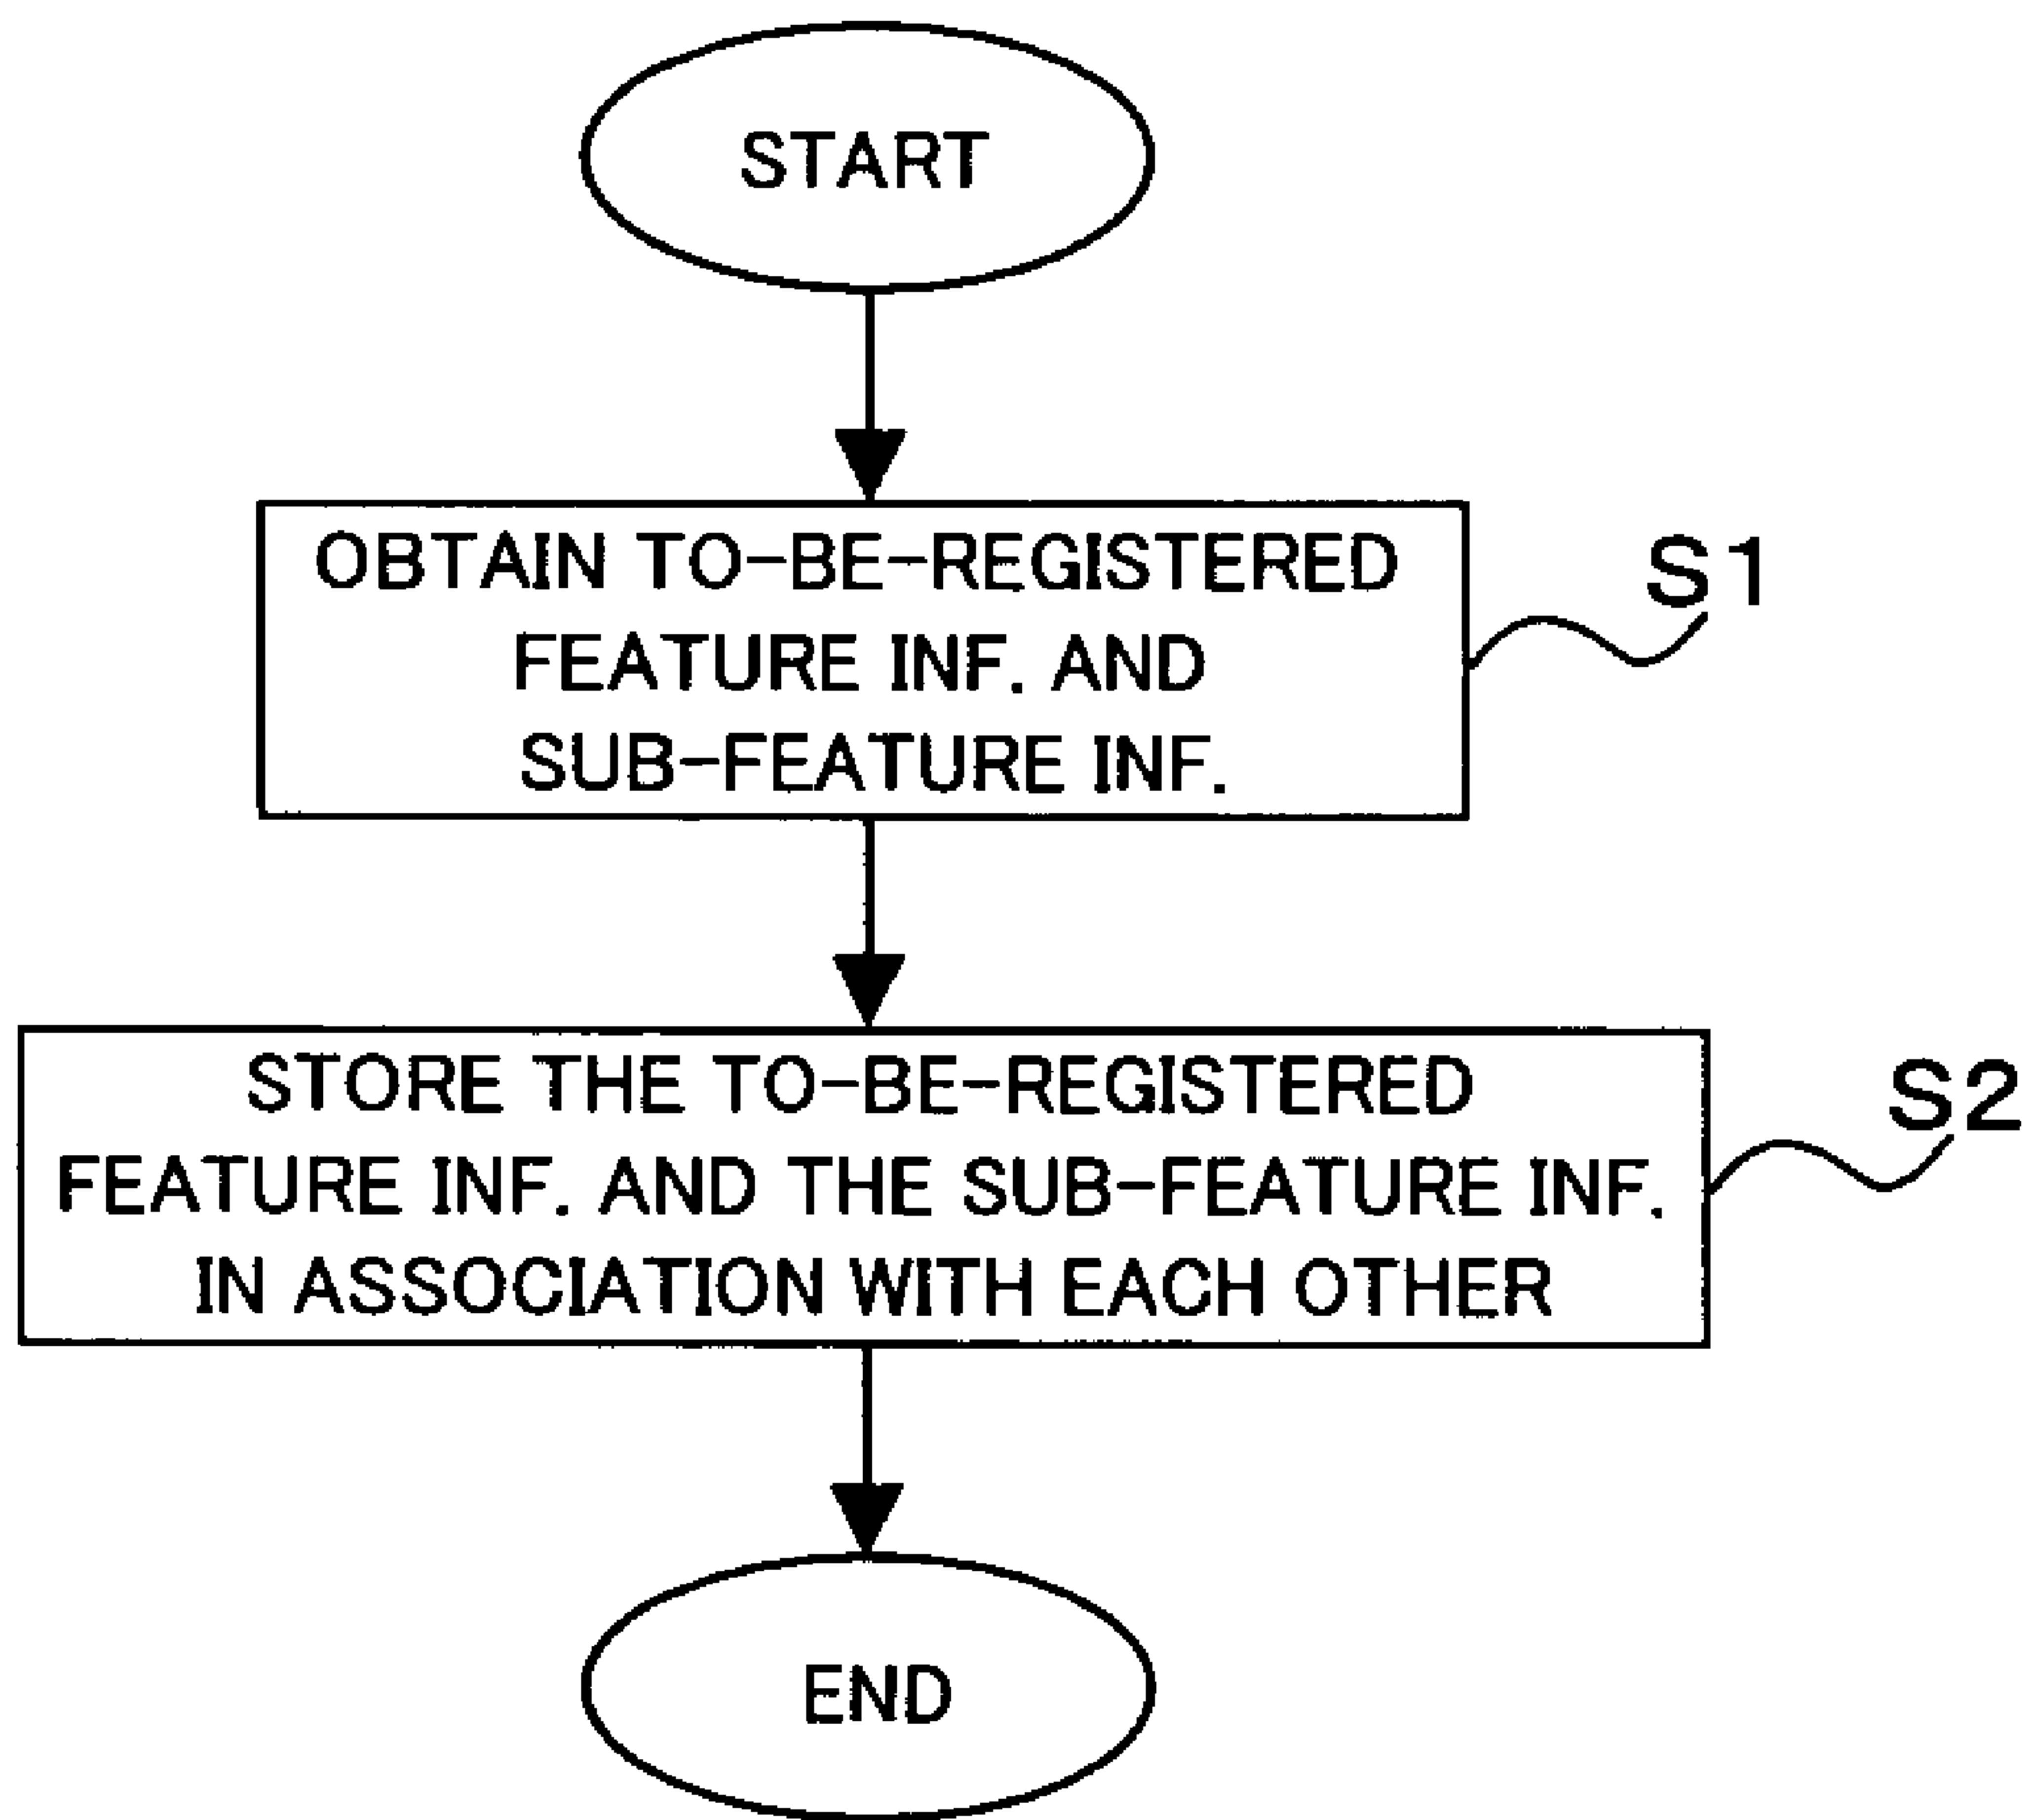 START
OBTAIN TO-BE-REGISTERED
FEATURE INF. AND
SUB-FEATURE INF.
S1
STORE THE TO-BE-REGISTERED
FEATURE INF. AND THE SUB-FEATURE INF.
IN ASSOCIATION WITH EACH OTHER
S2
END